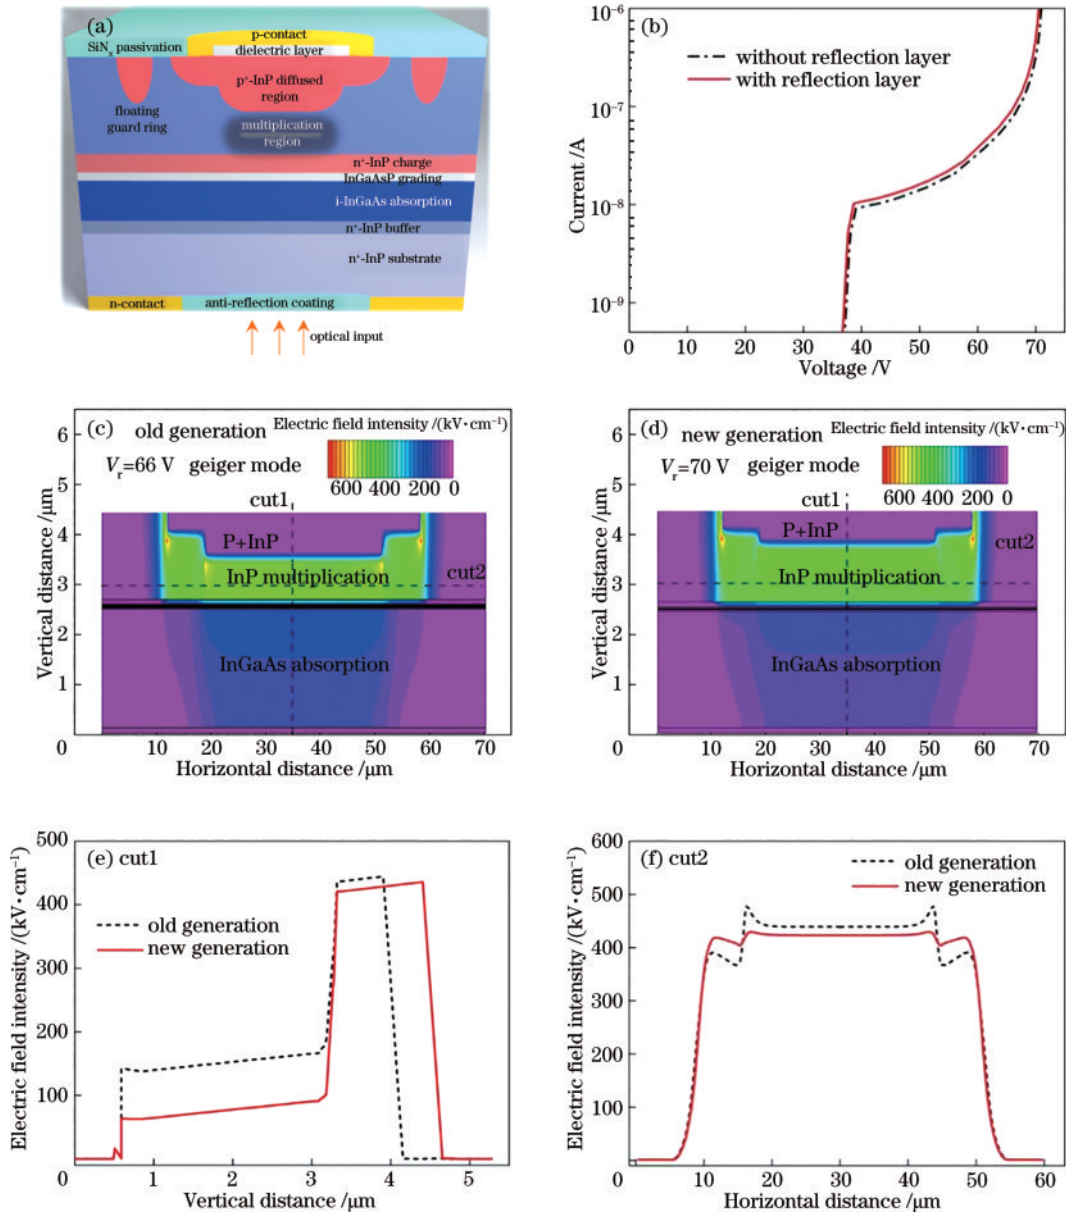 (a)
p-contact
SiNx passivation
dielectric layer
p+-InP diffused
region
floating
guard ring
multiplication
region
n+-InP charge
InGaAsP grading
i-InGaAs absorption
n+-InP buffer
n+-InP substrate
n-contact
anti-reflection coating
optical input
(b)
without reflection layer
with reflection layer
Current /A
10−6
10−7
10−8
10−9
0 10 20 30 40 50 60 70
Voltage /V
(c)
old generation
Electric field intensity /(kV·cm−1)
Vr=66 V geiger mode
600 400 200 0
cut1
P+InP
InP multiplication
cut2
InGaAs absorption
Vertical distance /μm
6
5
4
3
2
1
0 10 20 30 40 50 60 70
Horizontal distance /μm
(d)
new generation
Electric field intensity /(kV·cm−1)
Vr=70 V geiger mode
600 400 200 0
cut1
P+InP
cut2
InP multiplication
InGaAs absorption
Vertical distance /μm
6
5
4
3
2
1
0 10 20 30 40 50 60 70
Horizontal distance /μm
(e) cut1
old generation
new generation
Electric field intensity /(kV·cm−1)
500
400
300
200
100
0 1 2 3 4 5
Vertical distance /μm
(f) cut2
old generation
new generation
Electric field intensity /(kV·cm−1)
600
500
400
300
200
100
0 10 20 30 40 50 60
Horizontal distance /μm